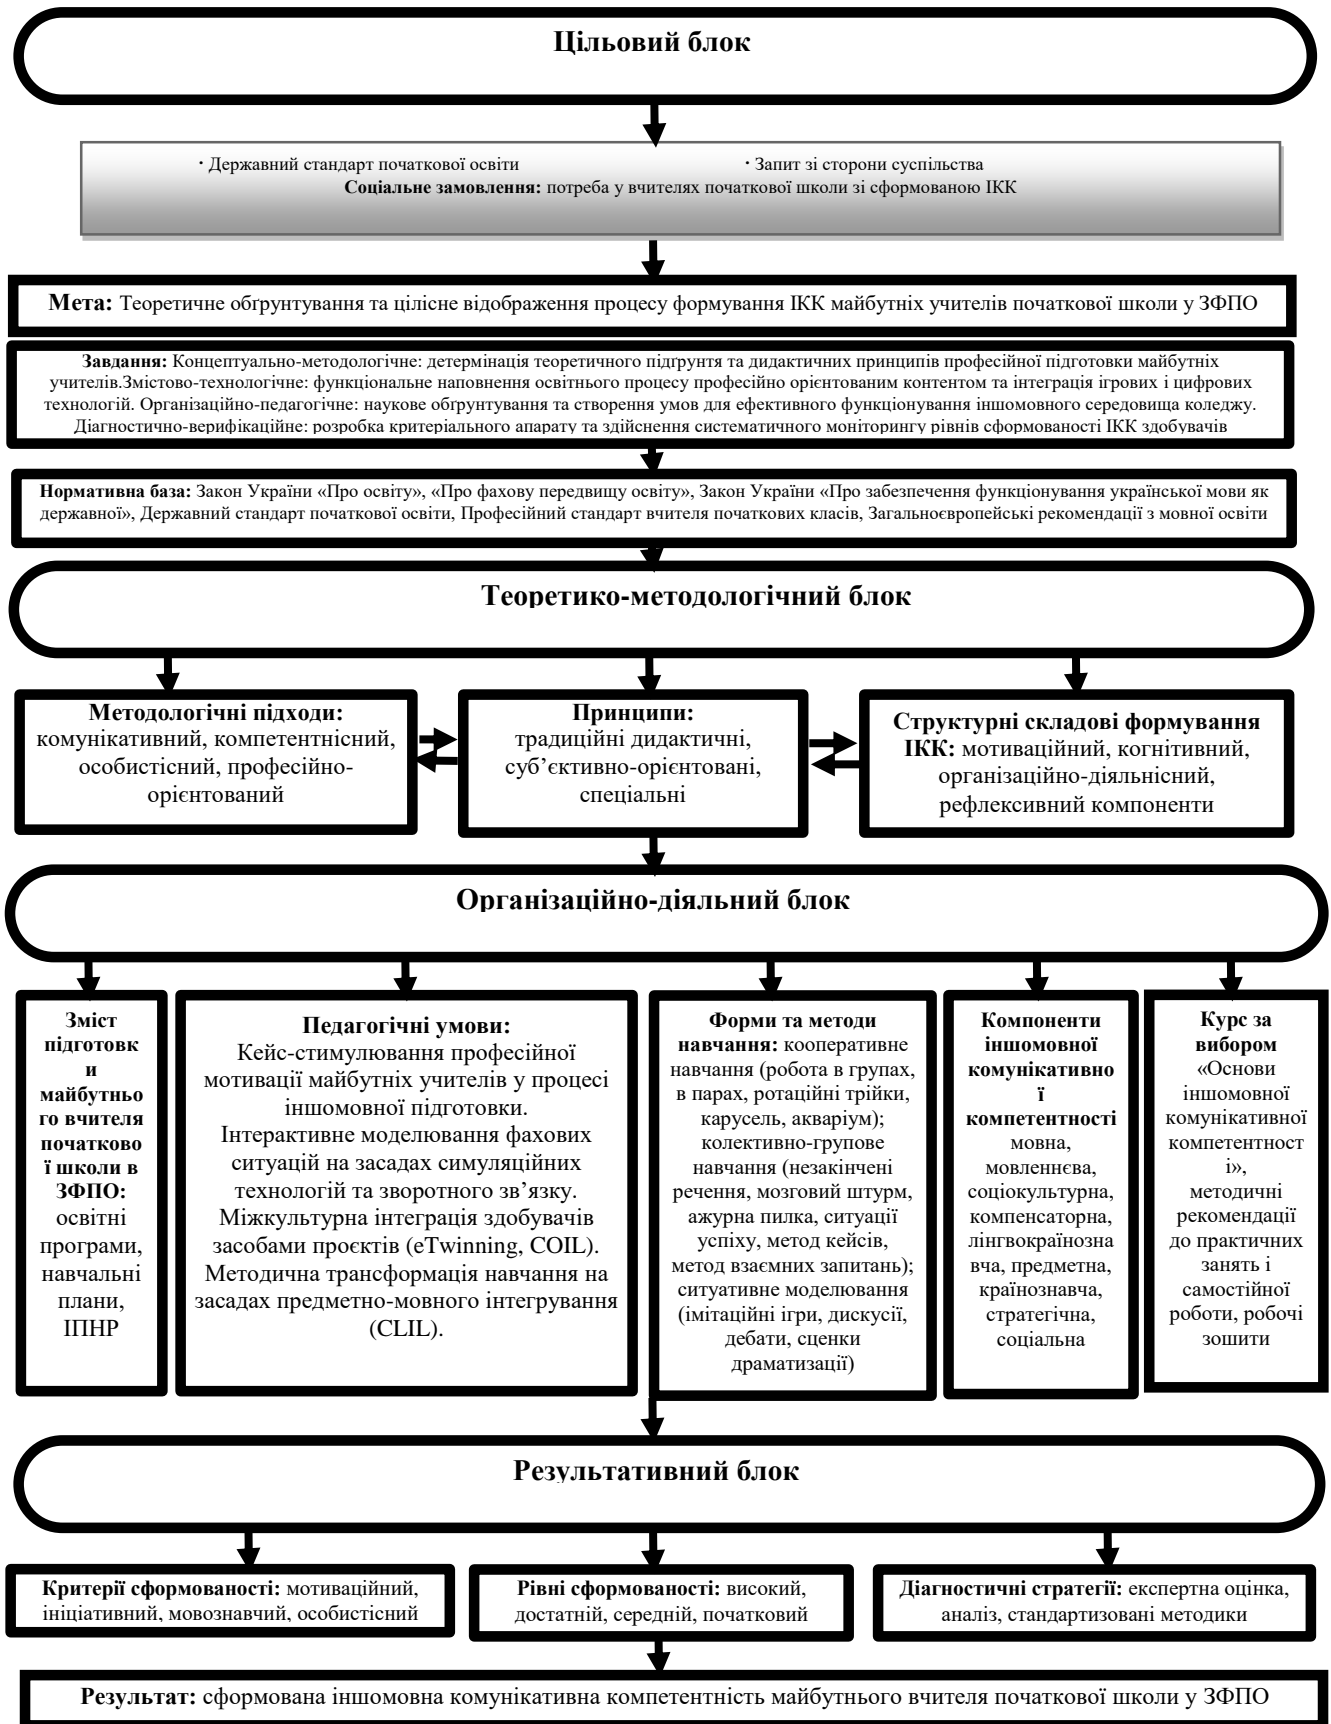 Цільовий блок
· Державний стандарт початкової освіти · Запит зі сторони суспільства
Соціальне замовлення: потреба у вчителях початкової школи зі сформованою ІКК
Мета: Теоретичне обґрунтування та цілісне відображення процесу формування ІКК майбутніх учителів початкової школи у ЗФПО
Завдання: Концептуально-методологічне: детермінація теоретичного підґрунтя та дидактичних принципів професійної підготовки майбутніх
учителів.Змістово-технологічне: функціональне наповнення освітнього процесу професійно орієнтованим контентом та інтеграція ігрових і цифрових
технологій. Організаційно-педагогічне: наукове обґрунтування та створення умов для ефективного функціонування іншомовного середовища коледжу.
Діагностично-верифікаційне: розробка критеріального апарату та здійснення систематичного моніторингу рівнів сформованості ІКК здобувачів
Нормативна база: Закон України «Про освіту», «Про фахову передвищу освіту», Закон України «Про забезпечення функціонування української мови як
державної», Державний стандарт початкової освіти, Професійний стандарт вчителя початкових класів, Загальноєвропейські рекомендації з мовної освіти
Теоретико-методологічний блок
Методологічні підходи:
комунікативний, компетентнісний,
особистісний, професійно-
орієнтований
Принципи:
традиційні дидактичні,
суб’єктивно-орієнтовані,
спеціальні
Структурні складові формування
ІКК: мотиваційний, когнітивний,
організаційно-діяльнісний,
рефлексивний компоненти
Організаційно-діяльний блок
Зміст
підготовк
и
майбутньо
го вчителя
початково
ї школи в
ЗФПО:
освітні
програми,
навчальні
плани,
ІПНР
Педагогічні умови:
Кейс-стимулювання професійної
мотивації майбутніх учителів у процесі
іншомовної підготовки.
Інтерактивне моделювання фахових
ситуацій на засадах симуляційних
технологій та зворотного зв’язку.
Міжкультурна інтеграція здобувачів
засобами проєктів (eTwinning, COIL).
Методична трансформація навчання на
засадах предметно-мовного інтегрування
(CLIL).
Форми та методи
навчання: кооперативне
навчання (робота в групах,
в парах, ротаційні трійки,
карусель, акваріум);
колективно-групове
навчання (незакінчені
речення, мозговий штурм,
ажурна пилка, ситуації
успіху, метод кейсів,
метод взаємних запитань);
ситуативне моделювання
(імітаційні ігри, дискусії,
дебати, сценки
драматизації)
Компоненти
іншомовної
комунікативно
ї
компетентності
мовна,
мовленнєва,
соціокультурна,
компенсаторна,
лінгвокраїнозна
вча, предметна,
країнознавча,
стратегічна,
соціальна
Курс за
вибором
«Основи
іншомовної
комунікативної
компетентност
і»,
методичні
рекомендації
до практичних
занять і
самостійної
роботи, робочі
зошити
Результативний блок
Критерії сформованості: мотиваційний,
ініціативний, мовознавчий, особистісний
Рівні сформованості: високий,
достатній, середній, початковий
Діагностичні стратегії: експертна оцінка,
аналіз, стандартизовані методики
Результат: сформована іншомовна комунікативна компетентність майбутнього вчителя початкової школи у ЗФПО